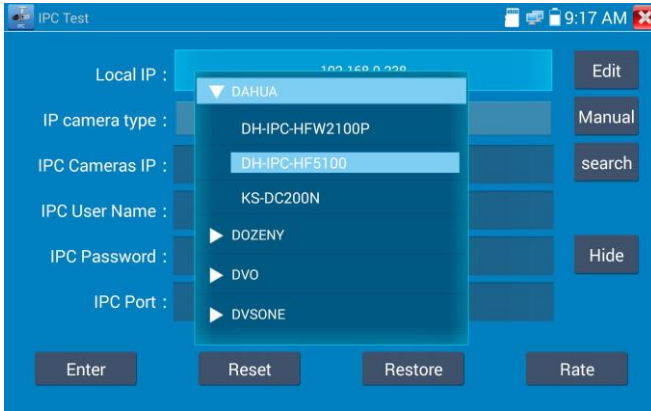 IPC Test 9:17 AM
Local IP : 192.168.0.238 Edit
DAHUA
IP camera type : DH-IPC-HFW2100P Manual
IPC Cameras IP : DH-IPC-HF5100 search
IPC User Name : KS-DC200N
DOZENY
IPC Password : DVO Hide
IPC Port : DVSONE
Enter Reset Restore Rate